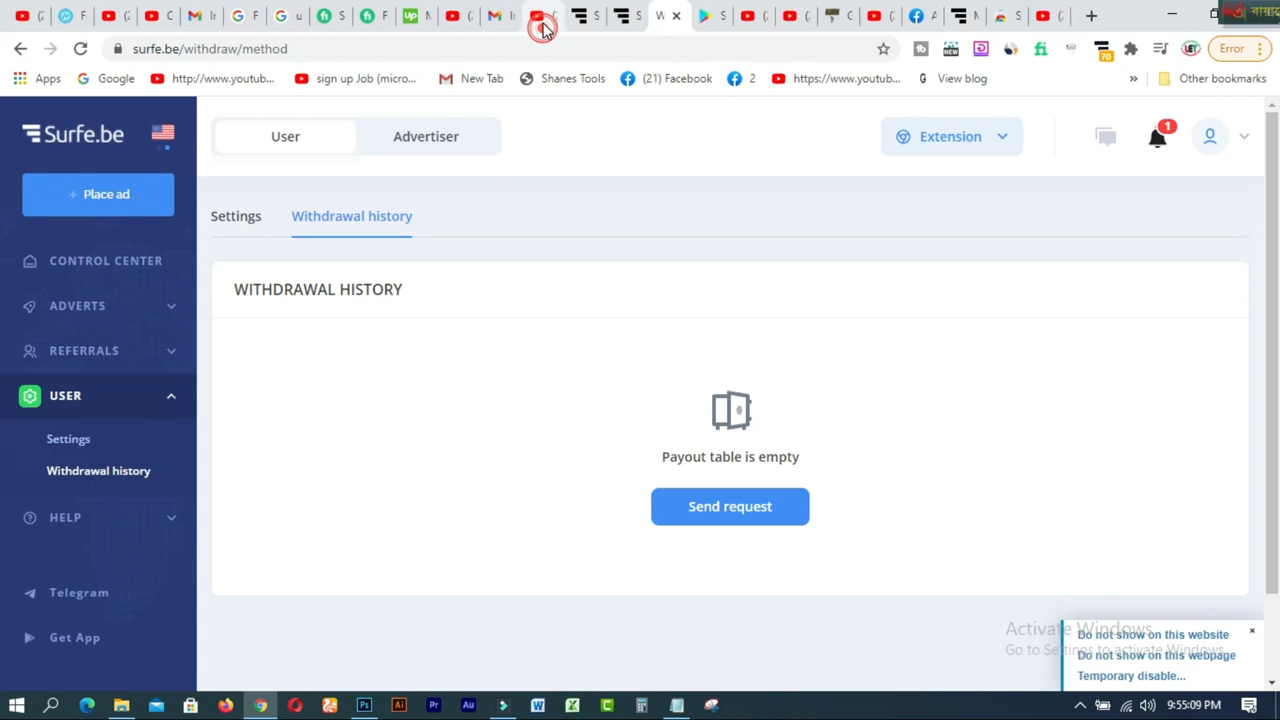 surfe.be/withdraw/method
Error
Apps
Google
http://www.youtub...
sign up Job (micro...
New Tab
Shanes Tools
(21) Facebook
2
https://www.youtub...
View blog
»
Other bookmarks
Surfe.be
User
Advertiser
Extension
1
+ Place ad
Settings
Withdrawal history
CONTROL CENTER
ADVERTS
REFERRALS
USER
Settings
Withdrawal history
HELP
Telegram
Get App
WITHDRAWAL HISTORY
Payout table is empty
Send request
Activate Windows
Go to Settings to activate Windows.
Do not show on this website
Do not show on this webpage
Temporary disable...
9:55:09 PM